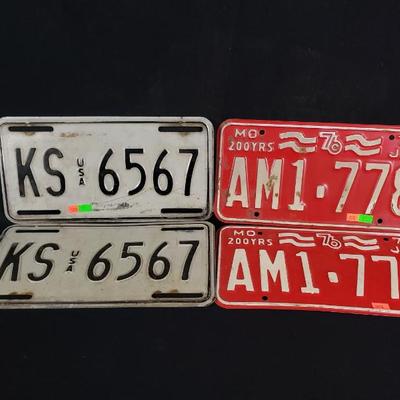 KS USA 6567
KS USA 6567
MO 76 J
200YRS
AM1·778
MO 76 J
200YRS
AM1·77